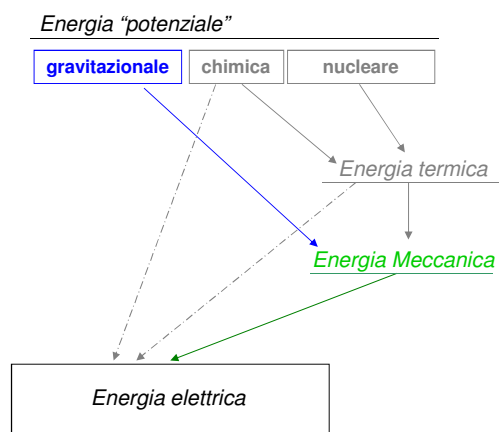 Energia “potenziale”
gravitazionale chimica nucleare
Energia termica
Energia Meccanica
Energia elettrica